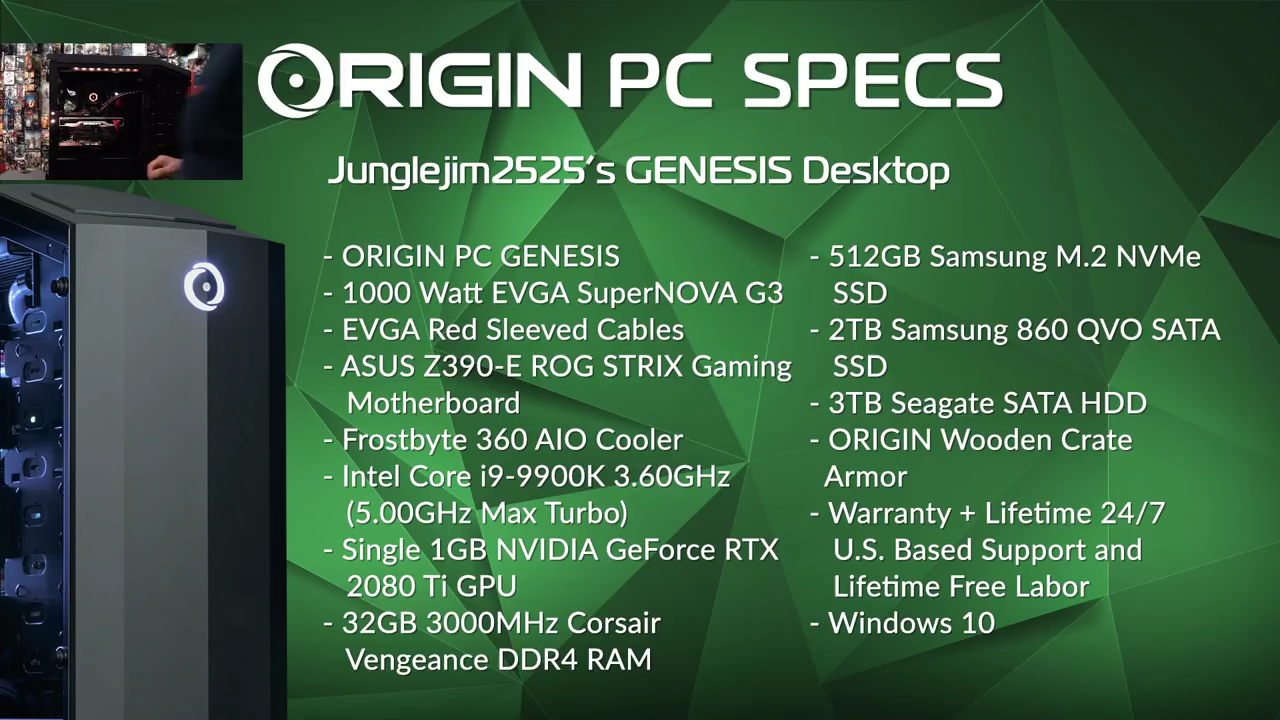 ORIGIN PC SPECS
Junglejim2525's GENESIS Desktop
- ORIGIN PC GENESIS
- 1000 Watt EVGA SuperNOVA G3
- EVGA Red Sleeved Cables
- ASUS Z390-E ROG STRIX Gaming
Motherboard
- Frostbyte 360 AIO Cooler
- Intel Core i9-9900K 3.60GHz
(5.00GHz Max Turbo)
- Single 1GB NVIDIA GeForce RTX
2080 Ti GPU
- 32GB 3000MHz Corsair
Vengeance DDR4 RAM
- 512GB Samsung M.2 NVMe
SSD
- 2TB Samsung 860 QVO SATA
SSD
- 3TB Seagate SATA HDD
- ORIGIN Wooden Crate
Armor
- Warranty + Lifetime 24/7
U.S. Based Support and
Lifetime Free Labor
- Windows 10